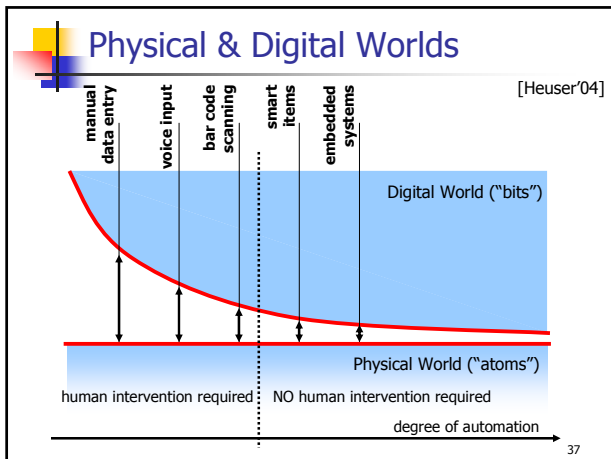 Physical & Digital Worlds
[Heuser'04]
manual
data entry
voice input
bar code
scanning
smart
items
embedded
systems
Digital World ("bits")
Physical World ("atoms")
human intervention required
NO human intervention required
degree of automation
37